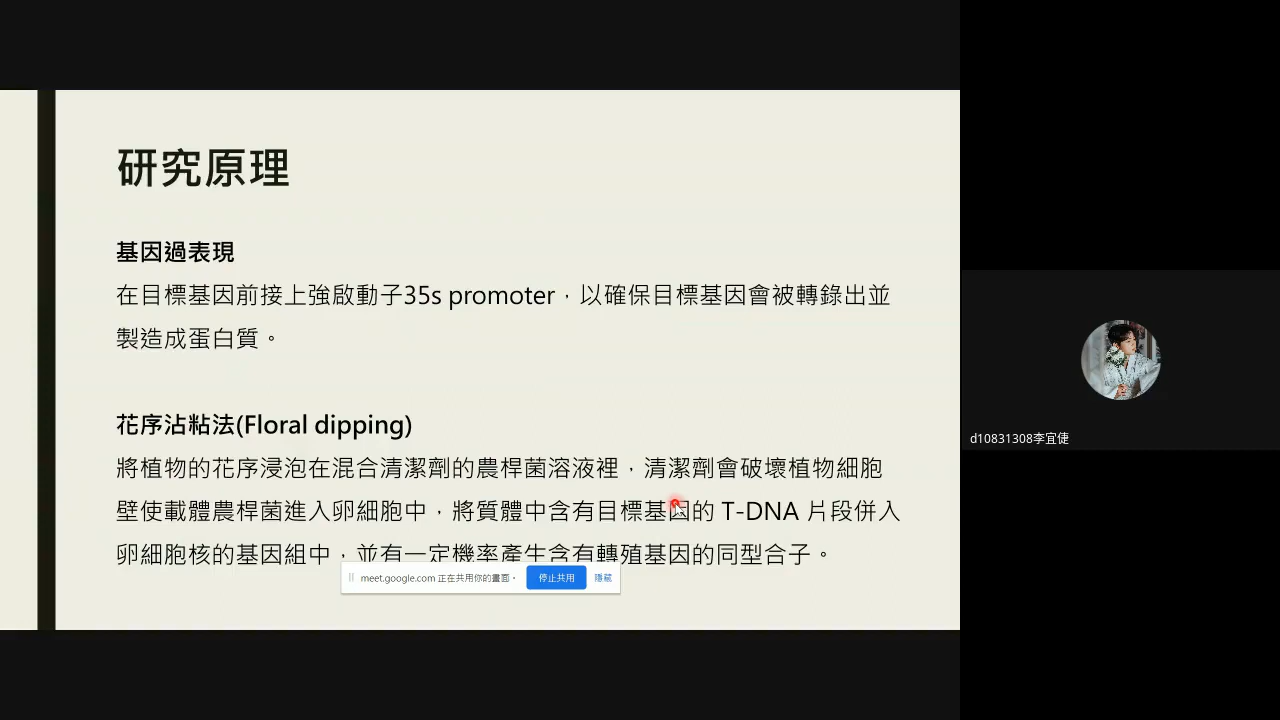 研究原理
基因過表現
在目標基因前接上強啟動子35s promoter，以確保目標基因會被轉錄出並
製造成蛋白質。
花序沾粘法(Floral dipping)
將植物的花序浸泡在混合清潔劑的農桿菌溶液裡，清潔劑會破壞植物細胞
壁使載體農桿菌進入卵細胞中，將質體中含有目標基因的 T-DNA 片段併入
卵細胞核的基因組中，並有一定機率產生含有轉殖基因的同型合子。
meet.google.com 正在共用你的畫面。 停止共用 隱藏
d10831308李宜倢